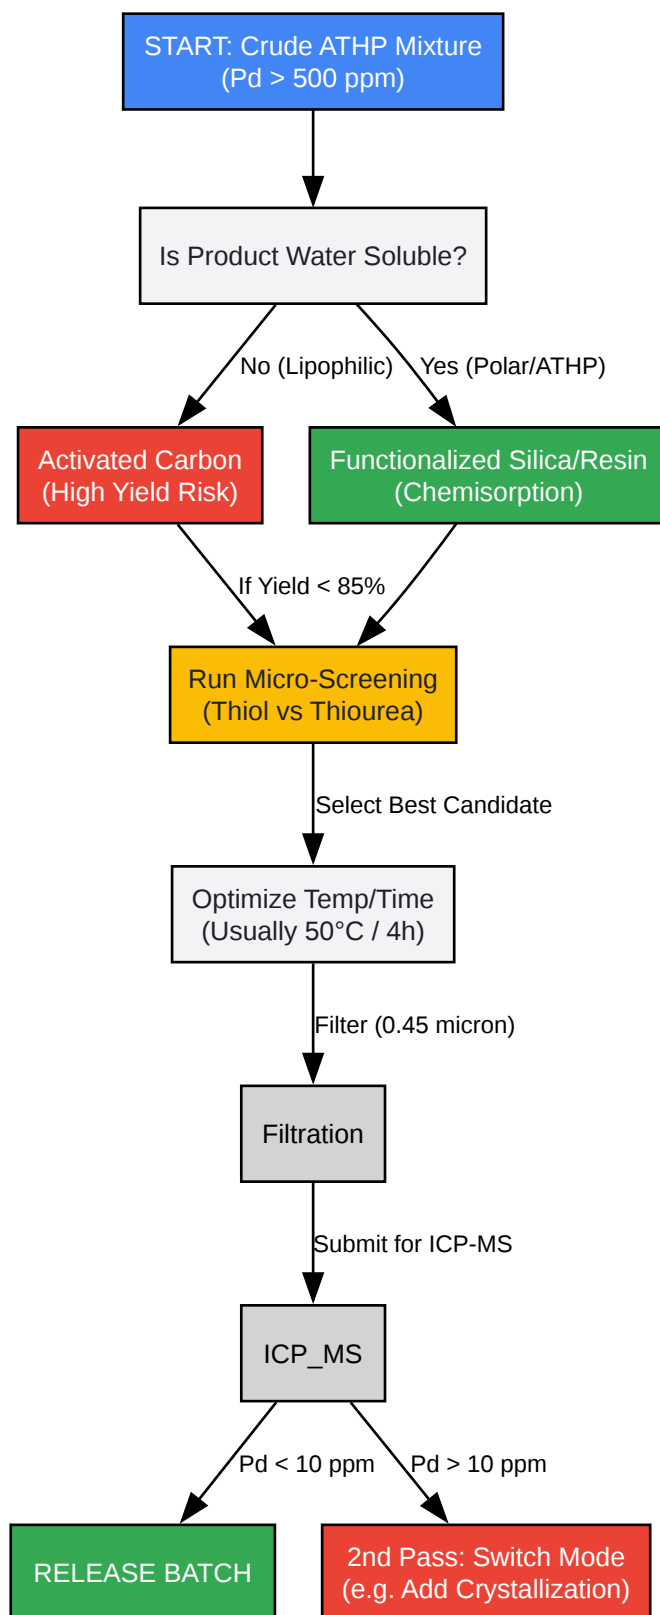 START: Crude ATHP Mixture
(Pd > 500 ppm)
Is Product Water Soluble?
No (Lipophilic)
Yes (Polar/ATHP)
Activated Carbon
(High Yield Risk)
Functionalized Silica/Resin
(Chemisorption)
If Yield < 85%
Run Micro-Screening
(Thiol vs Thiourea)
Select Best Candidate
Optimize Temp/Time
(Usually 50°C / 4h)
Filter (0.45 micron)
Filtration
Submit for ICP-MS
ICP_MS
Pd < 10 ppm
Pd > 10 ppm
RELEASE BATCH
2nd Pass: Switch Mode
(e.g. Add Crystallization)